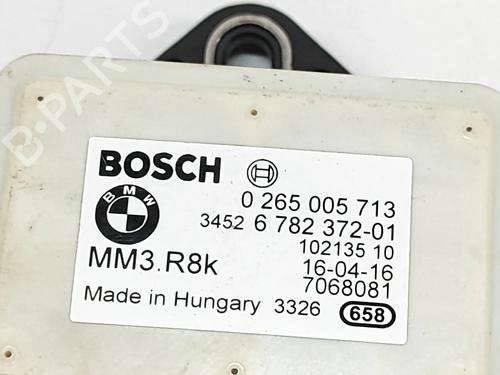 B-PARTS
BOSCH
0 265 005 713
BMW
3452 6 782 372-01
102135 10
MM3.R8k
16-04-16
7068081
Made in Hungary 3326 658